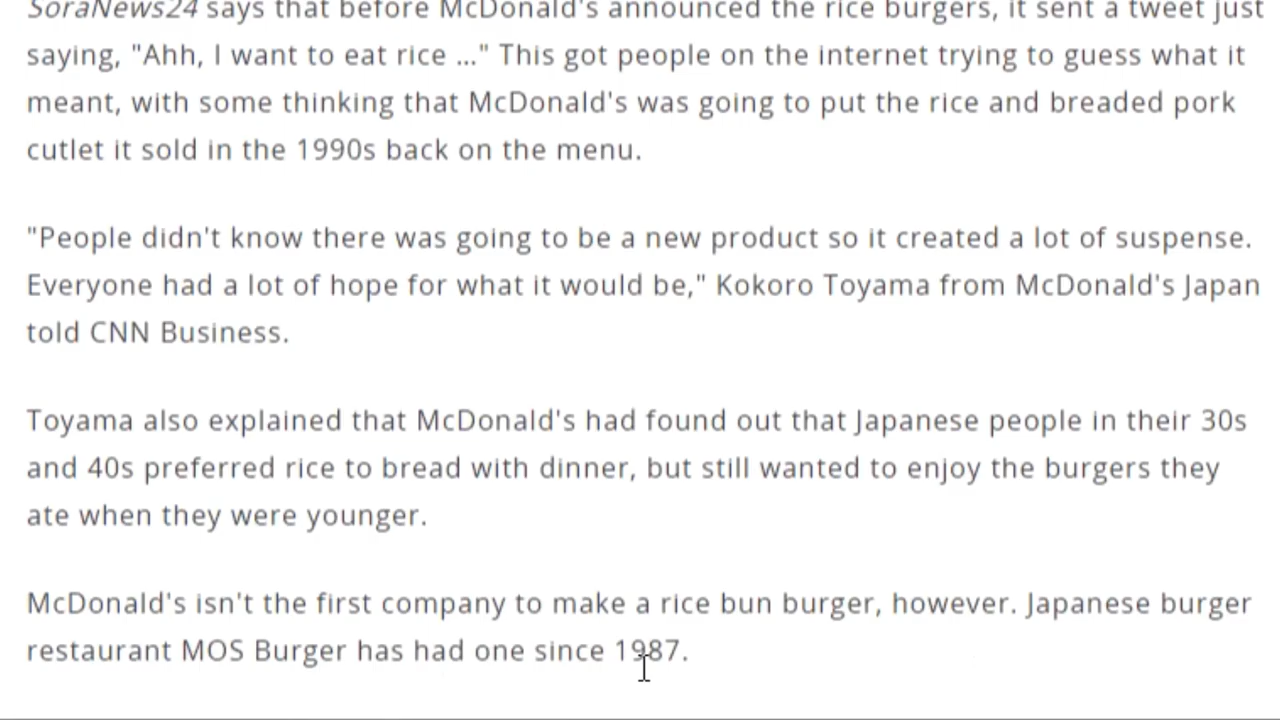 SoraNews24 says that before McDonald's announced the rice burgers, it sent a tweet just
saying, "Ahh, I want to eat rice ..." This got people on the internet trying to guess what it
meant, with some thinking that McDonald's was going to put the rice and breaded pork
cutlet it sold in the 1990s back on the menu.
"People didn't know there was going to be a new product so it created a lot of suspense.
Everyone had a lot of hope for what it would be," Kokoro Toyama from McDonald's Japan
told CNN Business.
Toyama also explained that McDonald's had found out that Japanese people in their 30s
and 40s preferred rice to bread with dinner, but still wanted to enjoy the burgers they
ate when they were younger.
McDonald's isn't the first company to make a rice bun burger, however. Japanese burger
restaurant MOS Burger has had one since 1987.